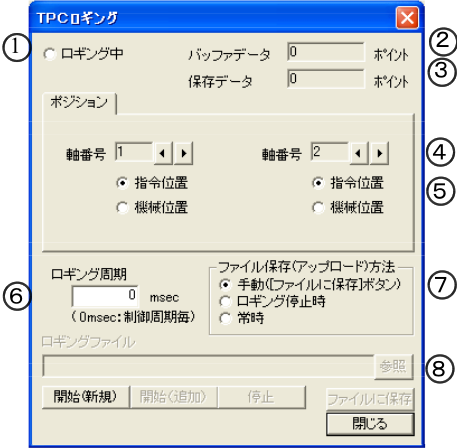 TPCロギング
① ロギング中 バッファデータ 0 ポイント ②
保存データ 0 ポイント ③
ポジション
軸番号 1 軸番号 2 ④
指令位置 指令位置 ⑤
機械位置 機械位置
ロギング周期
⑥ 0 msec
(0msec:制御周期毎)
ファイル保存(アップロード)方法
手動([ファイルに保存]ボタン) ⑦
ロギング停止時
常時
ロギングファイル
参照 ⑧
開始(新規) 開始(追加) 停止 ファイルに保存
閉じる